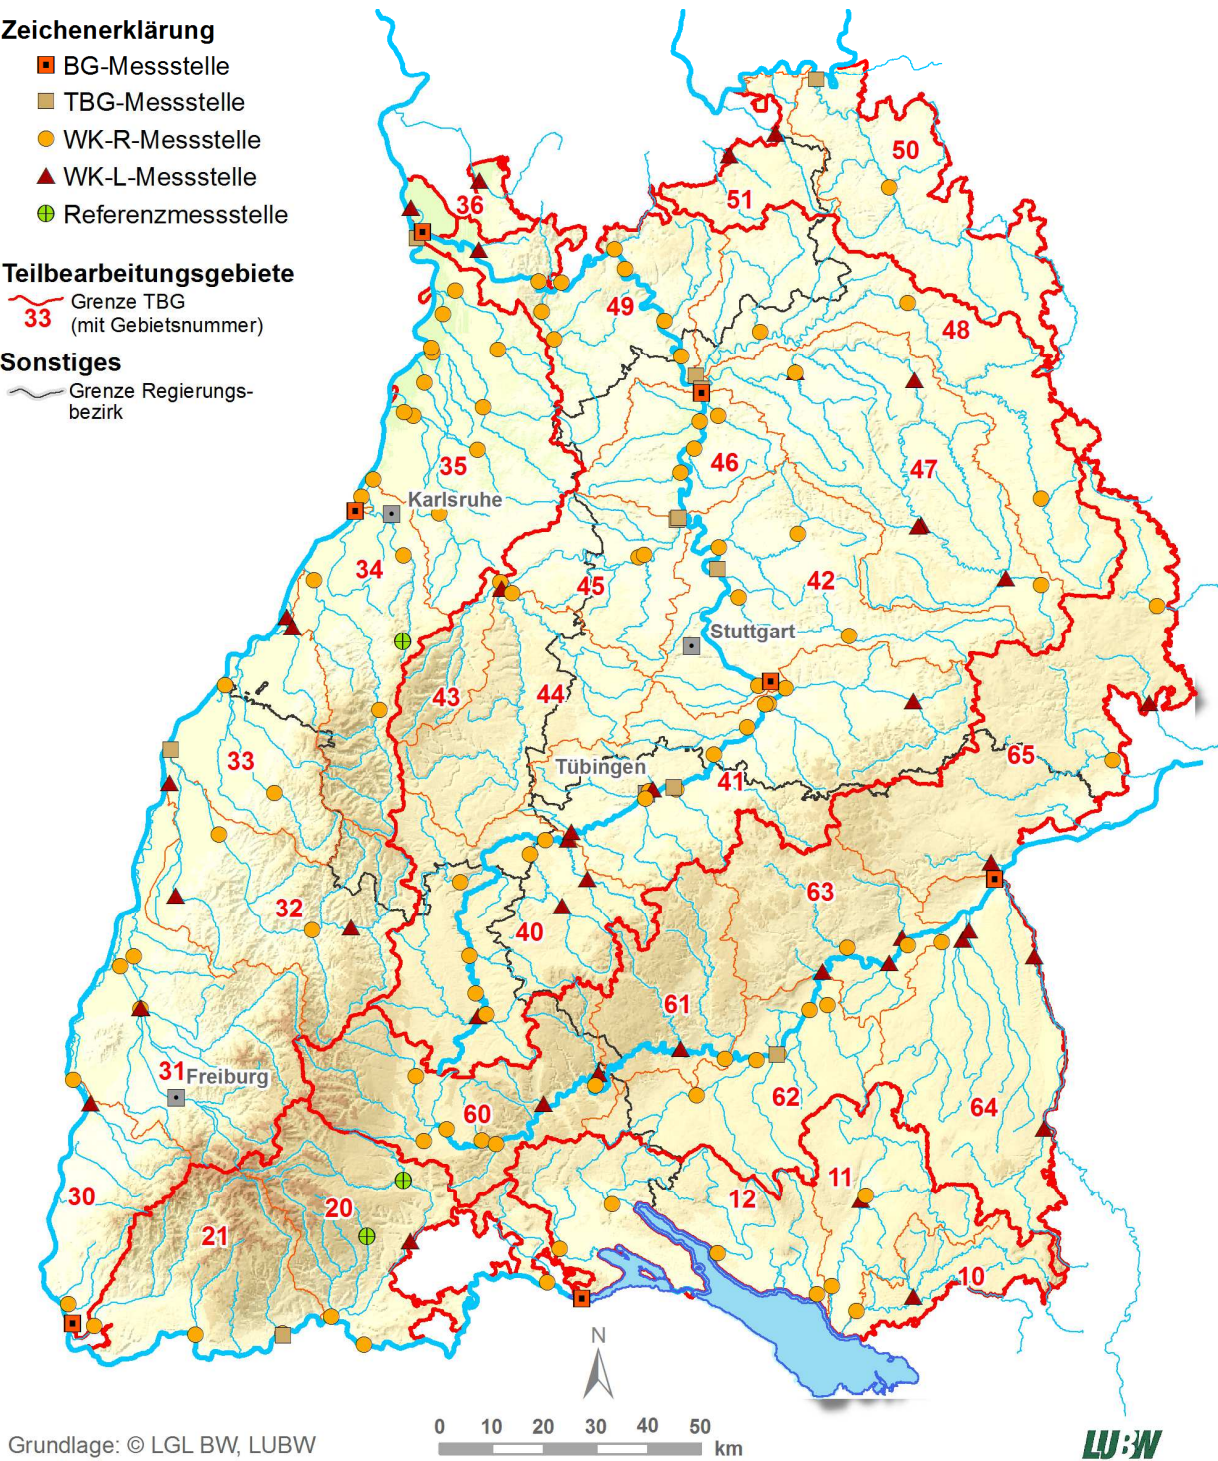 Zeichenerklärung
BG-Messstelle
TBG-Messstelle
WK-R-Messstelle
WK-L-Messstelle
Referenzmessstelle
Teilbearbeitungsgebiete
33
Grenze TBG
(mit Gebietsnummer)
Sonstiges
Grenze Regierungs-
bezirk
50
51
36
49
48
35
46
47
Karlsruhe
34
45
42
Stuttgart
43
44
33
Tübingen
41
65
32
40
63
61
31
Freiburg
60
62
64
30
21
20
12
11
10
N
0 10 20 30 40 50
km
Grundlage: © LGL BW, LUBW
LUBW